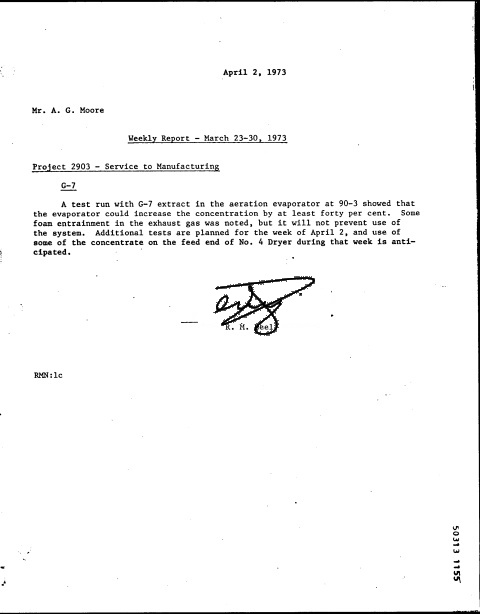 April 2, 1973
Mr. A. G. Moore
Weekly Report - March 23-30, 1973
Project 2903 - Service to Manufacturing
G-7
A test run with G-7 extract in the aeration evaporator at 90-3 showed that
the evaporator could increase the concentration by at least forty per cent. Some
foam entrainment in the exhaust gas was noted, but it will not prevent use of
the system. Additional tests are planned for the week of April 2, and use of
some of the concentrate on the feed end of No. 4 Dryer during that week is anti-
cipated.
R. M.
RMN:lc
50313 1155